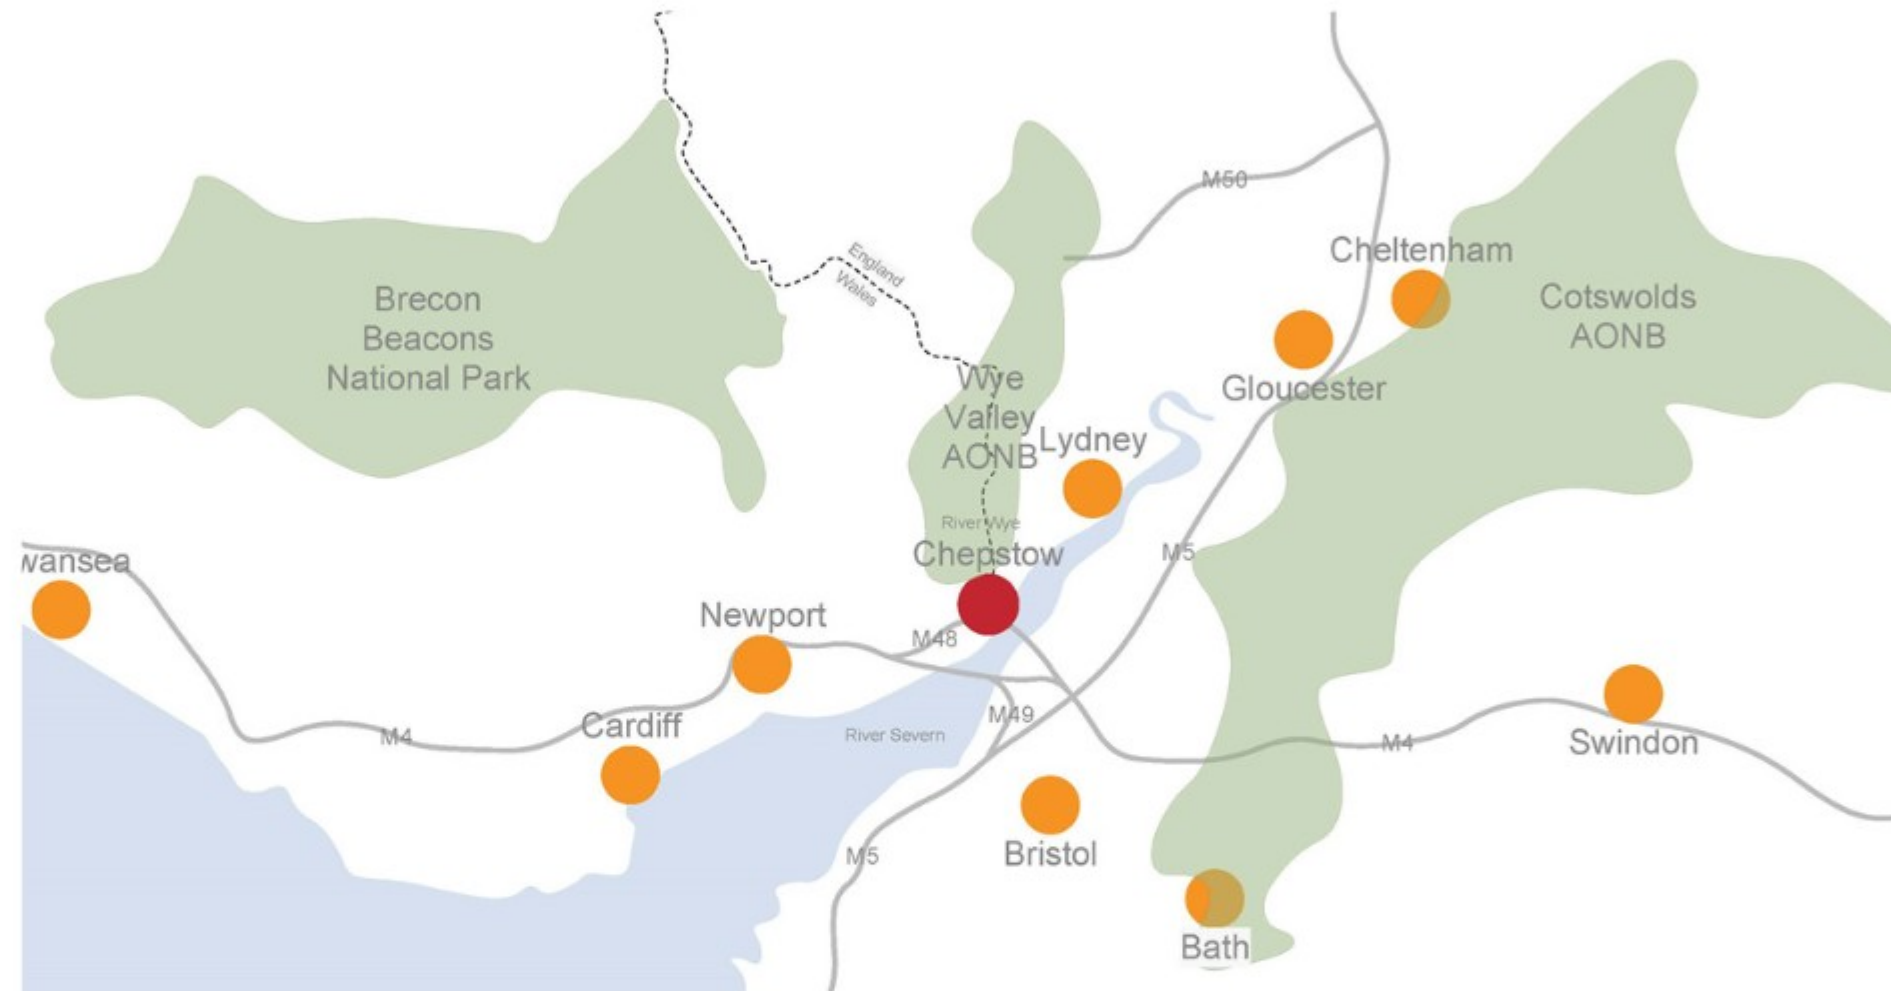 M50
England
Wales
Cheltenham
Brecon
Beacons
National Park
Cotswolds
AONB
Gloucester
Wye
Valley
AONB
Lydney
River Wye
Chepstow
M5
wansea
Newport
M48
Cardiff
M4
M49
River Severn
M4
Swindon
Bristol
M5
Bath